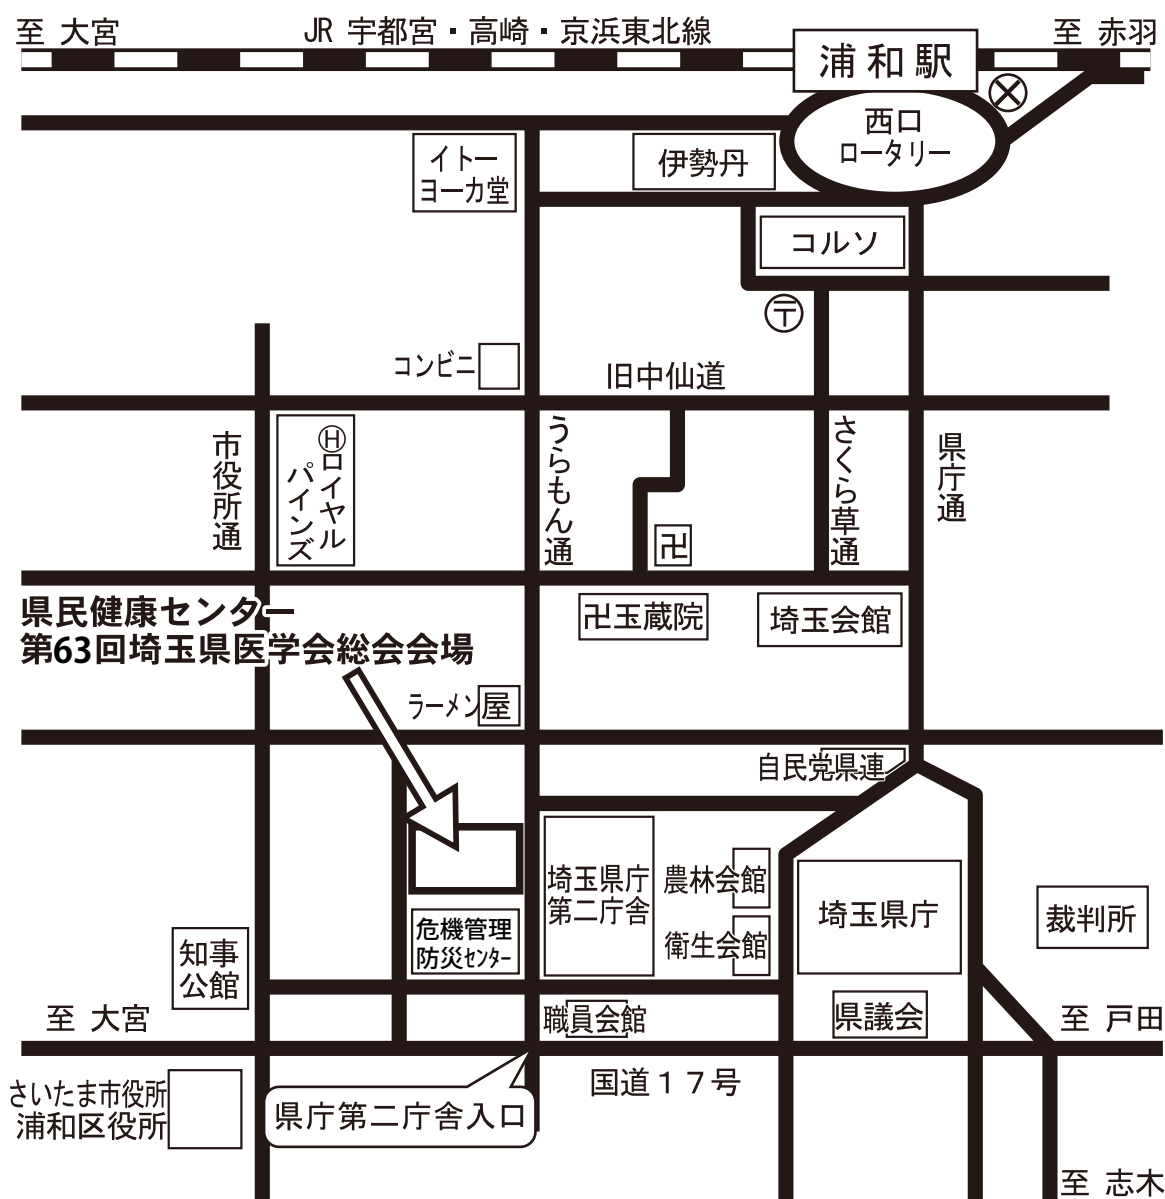 至 大宮
JR 宇都宮・高崎・京浜東北線
至 赤羽
浦和駅
西口
ロータリー
イトー
ヨーカ堂
伊勢丹
コルソ
〒
コンビニ
旧中仙道
市役所通
Ⓗロイヤル
パインズ
うらもん通
さくら草通
県庁通
卍
県民健康センター
第63回埼玉県医学会総会会場
卍玉蔵院
埼玉会館
ラーメン屋
自民党県連
埼玉県庁
第二庁舎
農林会館
衛生会館
埼玉県庁
裁判所
危機管理
防災センター
知事
公館
職員会館
県議会
至 大宮
至 戸田
国道17号
さいたま市役所
浦和区役所
県庁第二庁舎入口
至 志木